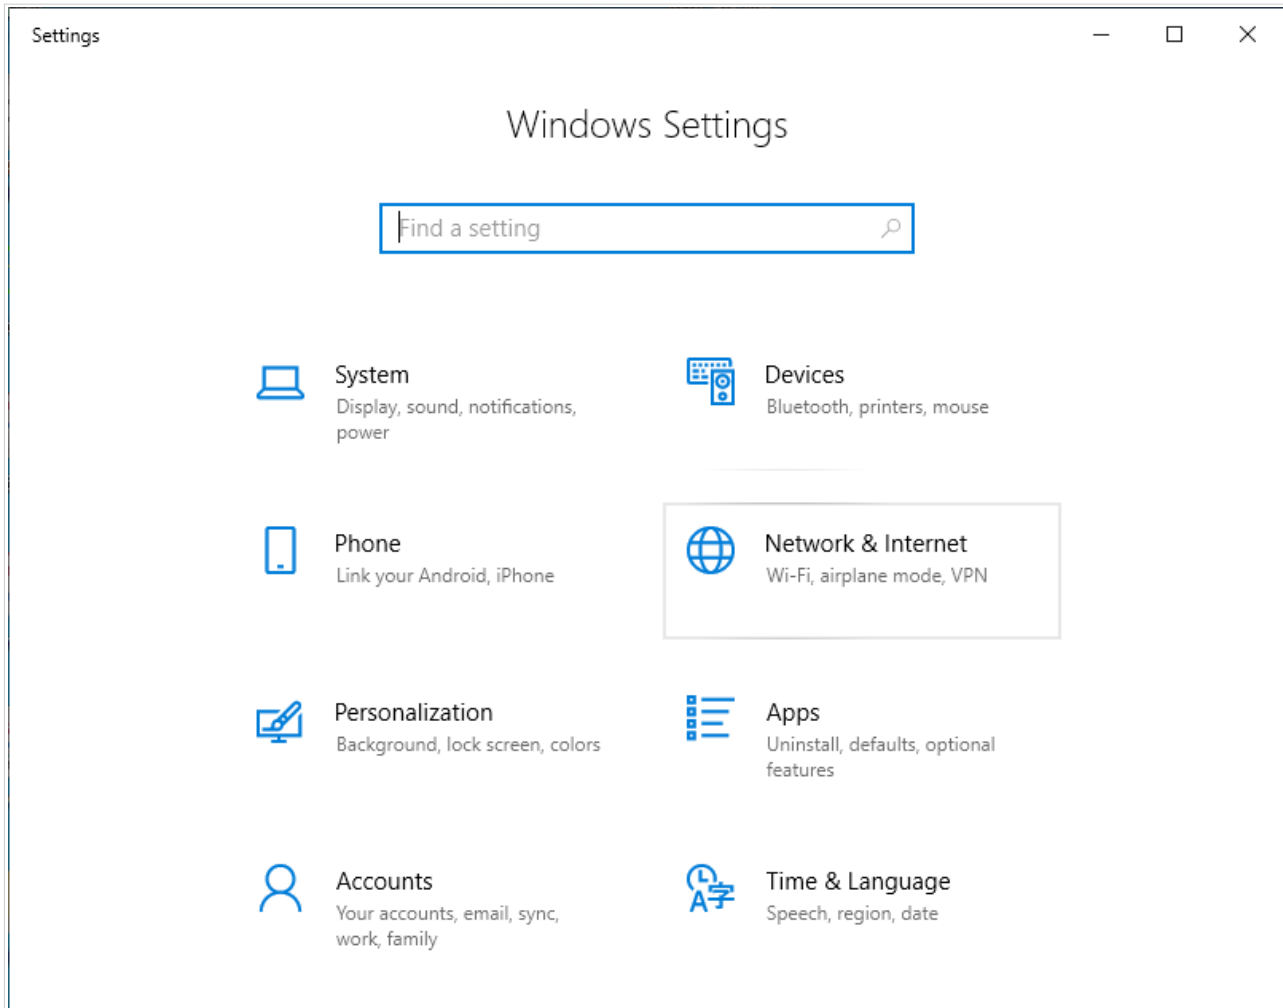 Settings
Windows Settings
Find a setting
System
Display, sound, notifications,
power
Devices
Bluetooth, printers, mouse
Phone
Link your Android, iPhone
Network & Internet
Wi-Fi, airplane mode, VPN
Personalization
Background, lock screen, colors
Apps
Uninstall, defaults, optional
features
Accounts
Your accounts, email, sync,
work, family
Time & Language
Speech, region, date